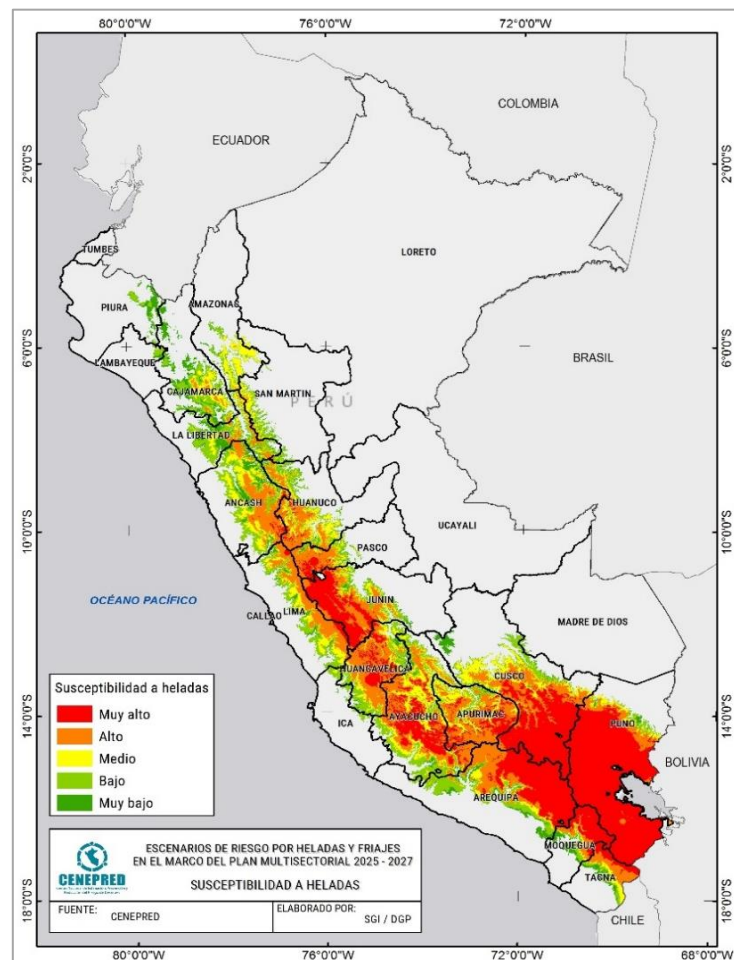 80°0'0"W
76°0'0"W
72°0'0"W
COLOMBIA
ECUADOR
2°0'0"S
2°0'0"S
LORETO
TUMBES
PIURA
AMAZONAS
6°0'0"S
6°0'0"S
LAMBAYEQUE
BRASIL
CAJAMARCA
SAN MARTIN
PERÚ
LA LIBERTAD
ANCASH
HUANUCO
10°0'0"S
10°0'0"S
UCAYALI
PASCO
OCÉANO PACÍFICO
JUNIN
CALLAO
LIMA
MADRE DE DIOS
HUANCAVELICA
CUSCO
Susceptibilidad a heladas
Muy alto
Alto
Medio
Bajo
Muy bajo
14°0'0"S
14°0'0"S
ICA
AYACUCHO
APURIMAC
PUNO
BOLIVIA
AREQUIPA
MOQUEGUA
TACNA
CENEPRED
ESCENARIOS DE RIESGO POR HELADAS Y FRIAJES
EN EL MARCO DEL PLAN MULTISECTORIAL 2025 - 2027
SUSCEPTIBILIDAD A HELADAS
FUENTE:
CENEPRED
ELABORADO POR:
SGI / DGP
18°0'0"S
18°0'0"S
CHILE
80°0'0"W
76°0'0"W
72°0'0"W
68°0'0"W